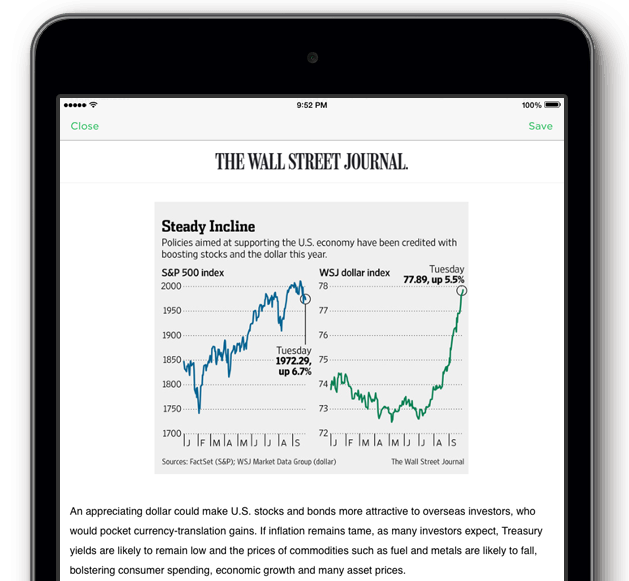 9:52 PM
100%
Close
Save
THE WALL STREET JOURNAL.
Steady Incline
Policies aimed at supporting the U.S. economy have been credited with
boosting stocks and the dollar this year.
S&P 500 index
2000
1950
1900
1850
1800
1750
1700
J F M A M J J A S
Tuesday
1972.29,
up 6.7%
WSJ dollar index
Tuesday
77.89, up 5.5%
78
77
76
75
74
73
72
J F M A M J J A S
Sources: FactSet (S&P); WSJ Market Data Group (dollar)
The Wall Street Journal
An appreciating dollar could make U.S. stocks and bonds more attractive to overseas investors, who
would pocket currency-translation gains. If inflation remains tame, as many investors expect, Treasury
yields are likely to remain low and the prices of commodities such as fuel and metals are likely to fall,
bolstering consumer spending, economic growth and many asset prices.